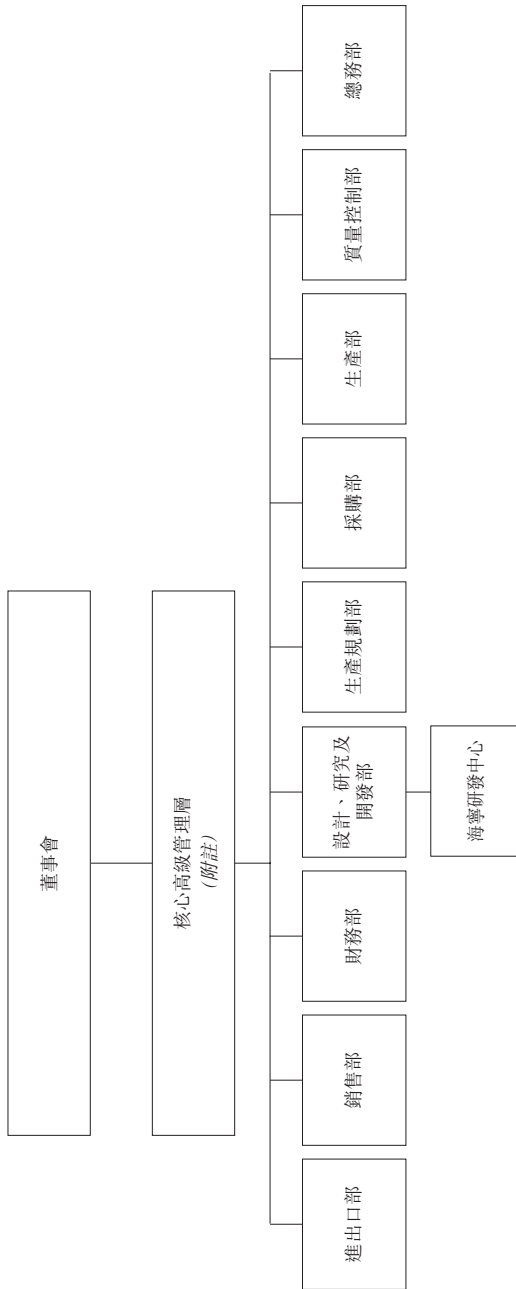 董事會
核心高級管理層
(附註)
進出口部
銷售部
財務部
設計、研究及
開發部
生產規劃部
採購部
生產部
質量控制部
總務部
海寧研發中心